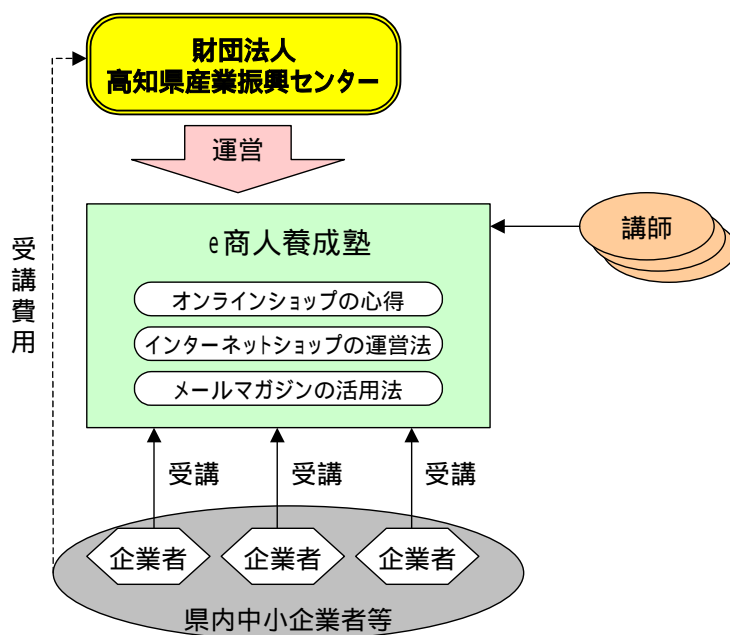 財団法人
高知県産業振興センター
運営
e商人養成塾
講師
オンラインショップの心得
インターネットショップの運営法
メールマガジンの活用法
受講費用
受講
受講
受講
企業者
企業者
企業者
県内中小企業者等